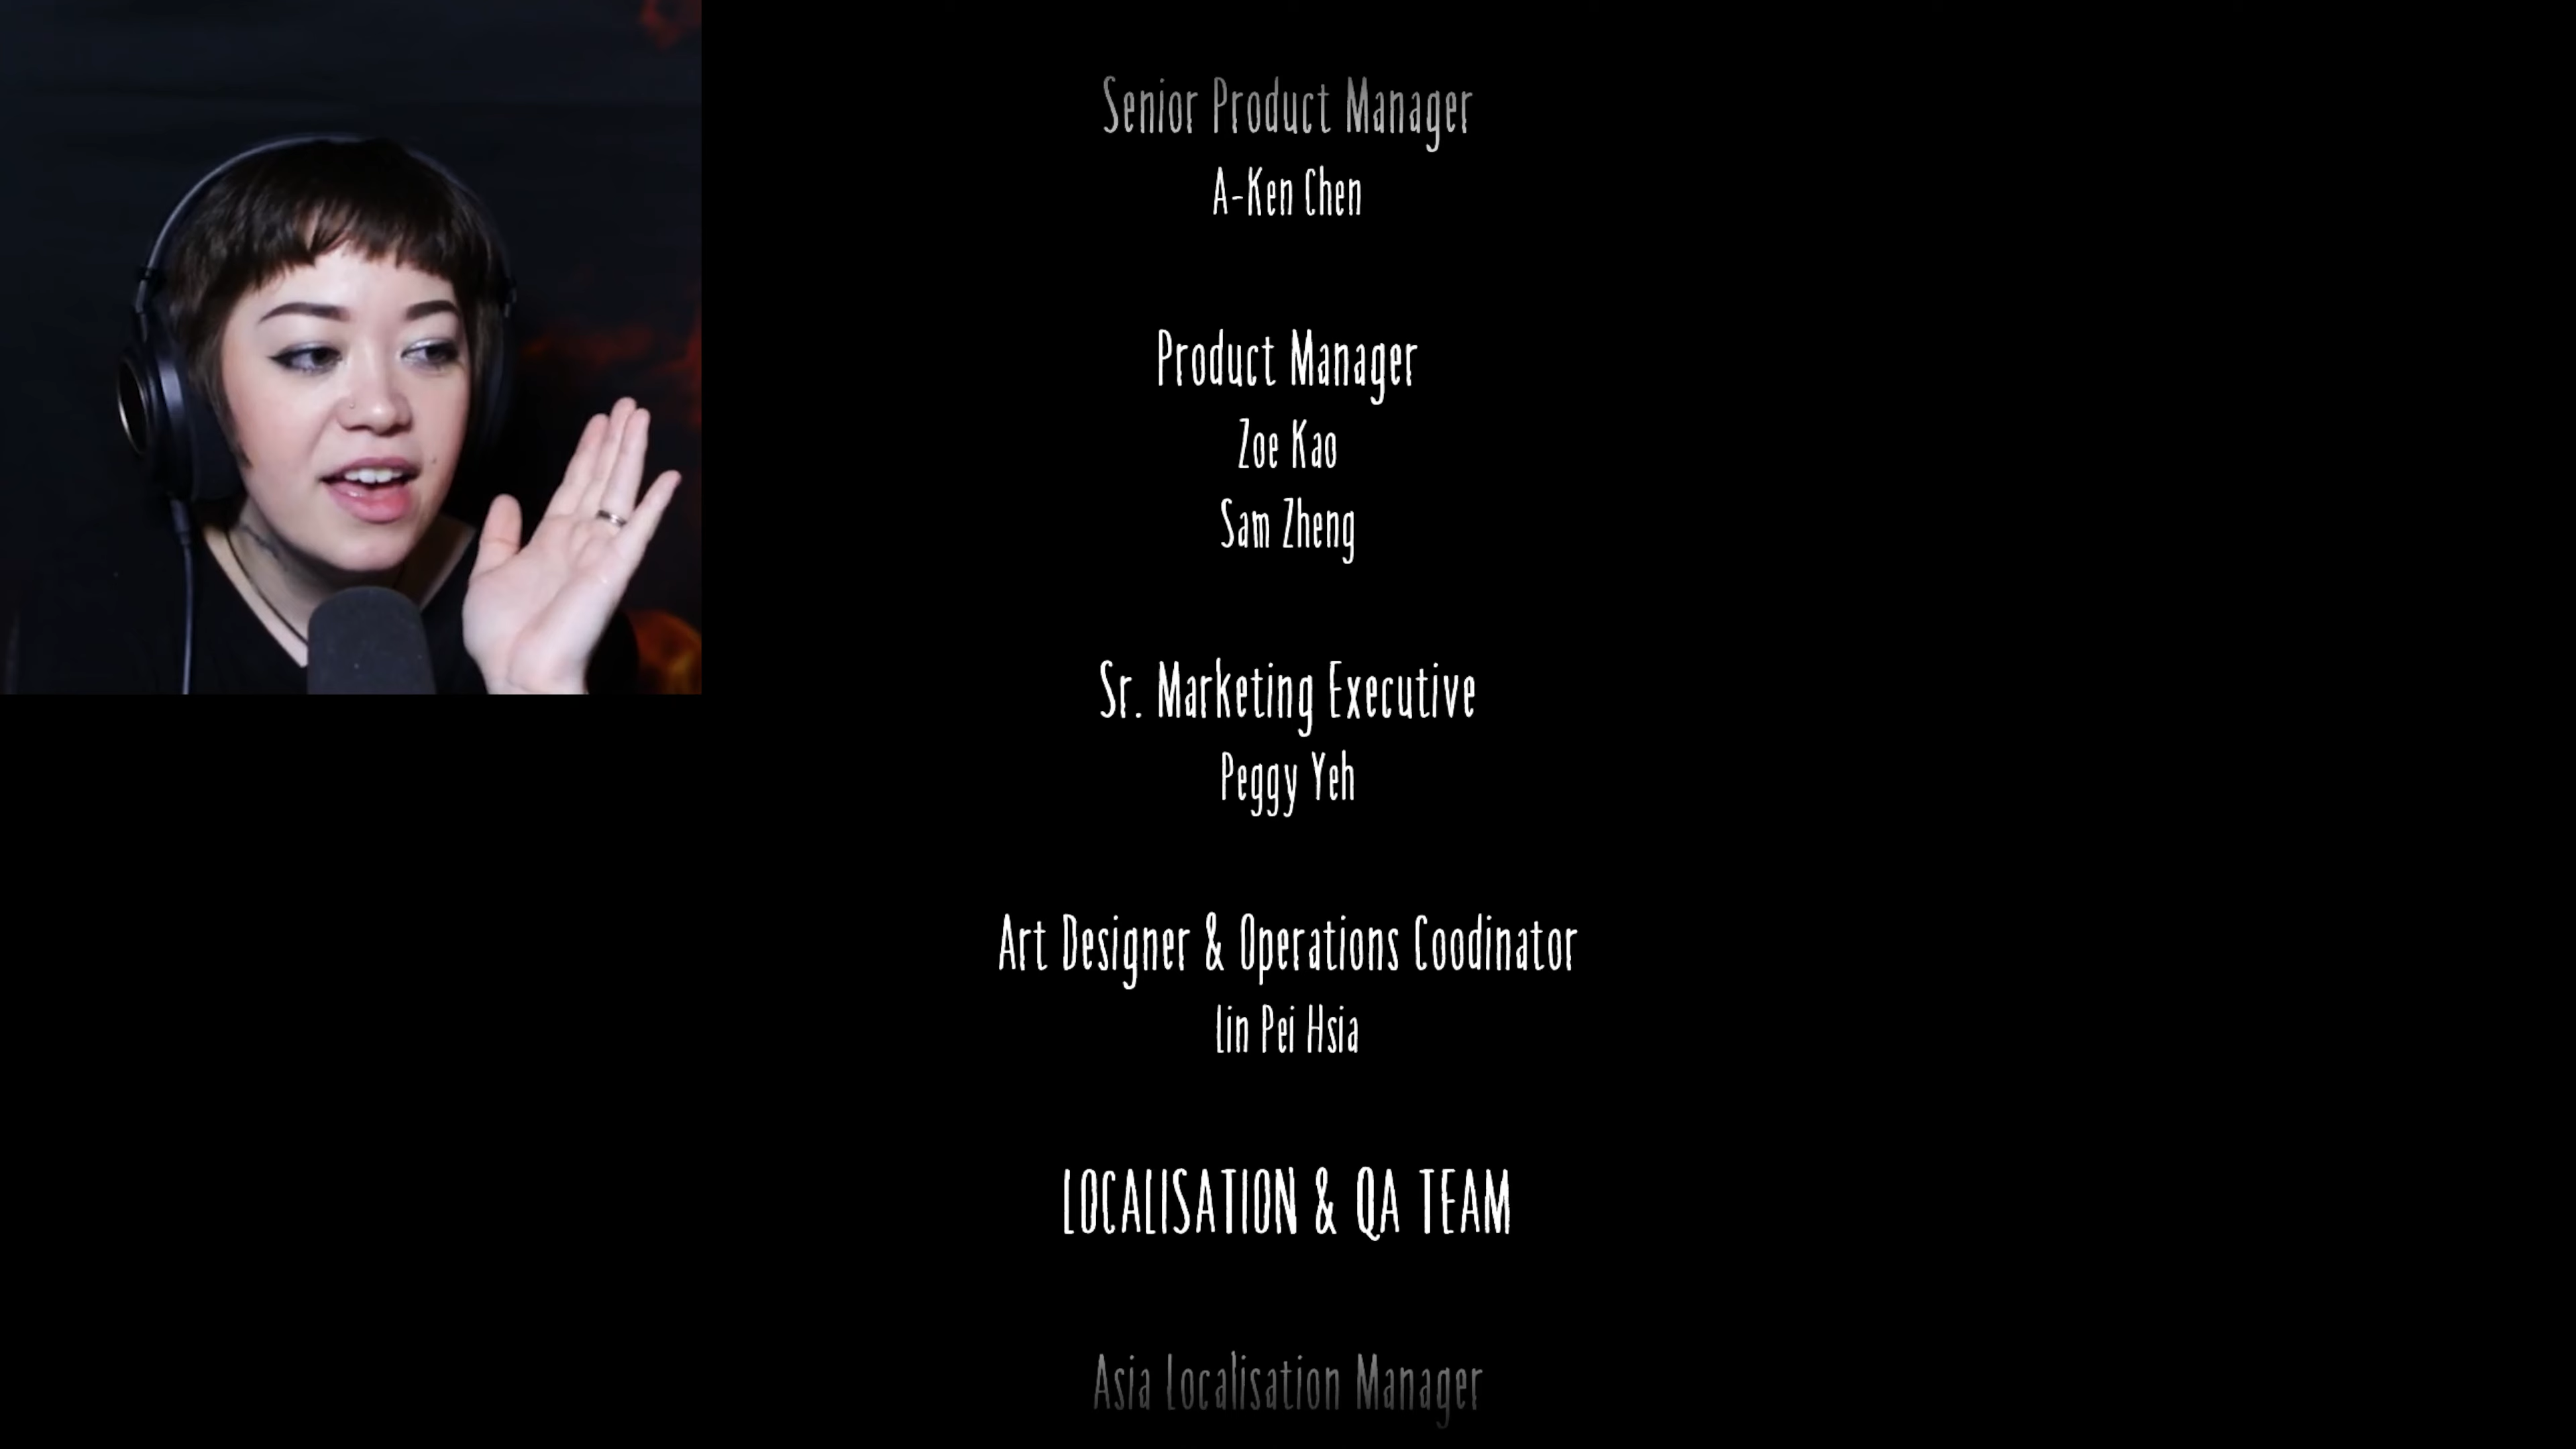 Senior Product Manager
A-Ken Chen
Product Manager
Zoe Kao
Sam Zheng
Sr. Marketing Executive
Peggy Yeh
Art Designer & Operations Coodinator
Lin Pei Hsia
LOCALISATION & QA TEAM
Asia Localisation Manager